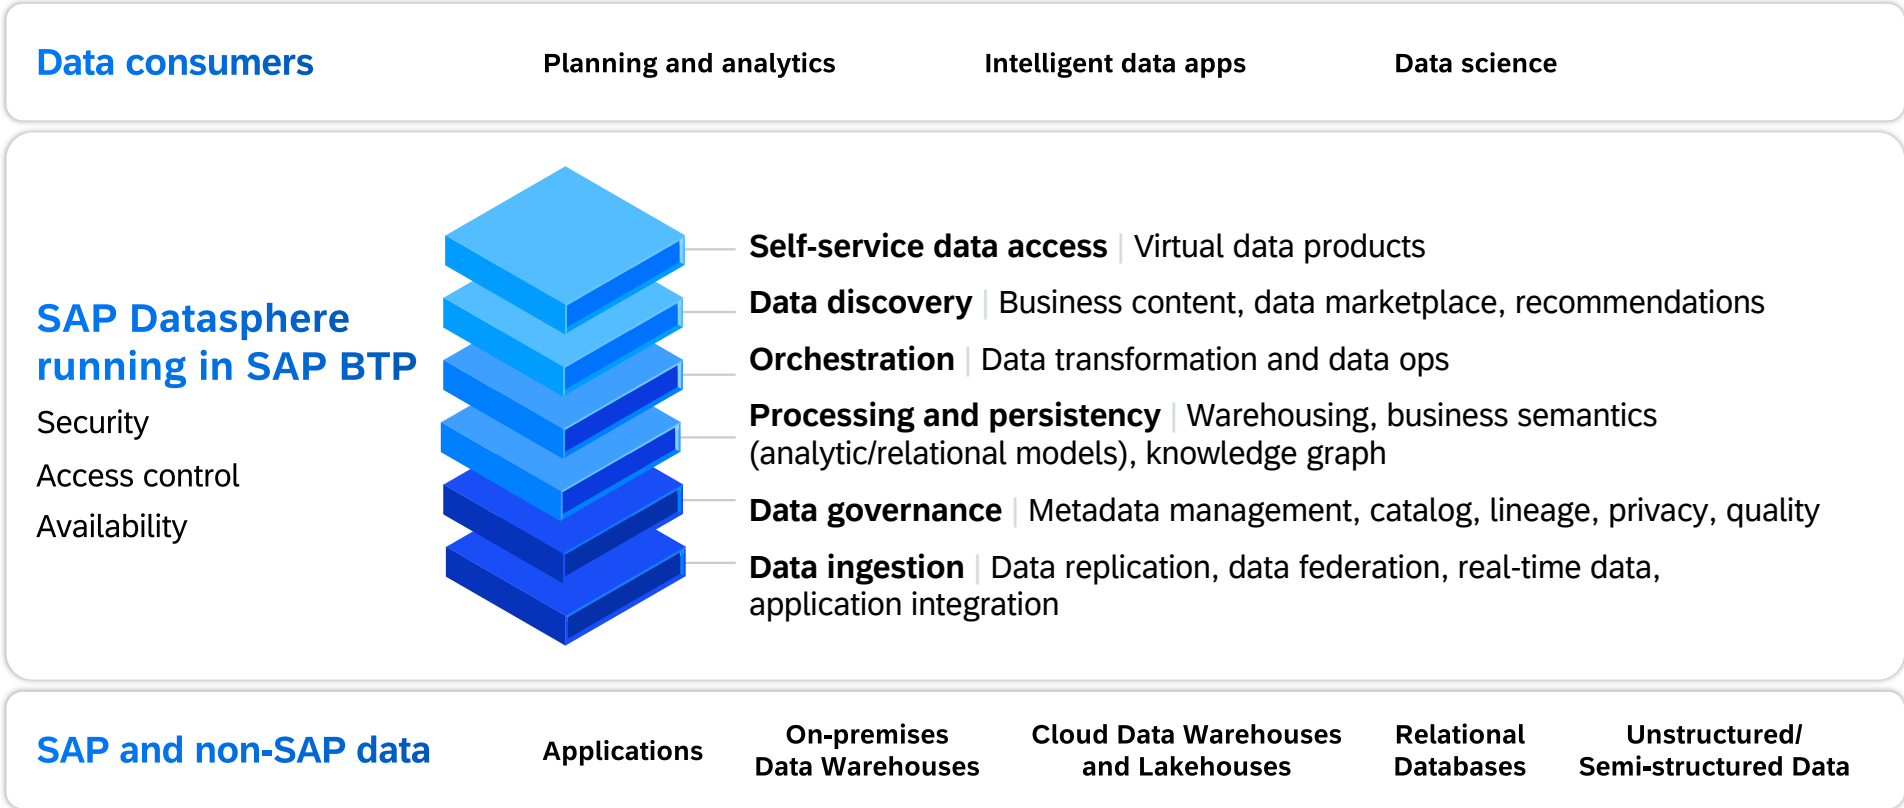 Data consumers
Planning and analytics
Intelligent data apps
Data science
SAP Datasphere
running in SAP BTP
Security
Access control
Availability
Self-service data access | Virtual data products
Data discovery | Business content, data marketplace, recommendations
Orchestration | Data transformation and data ops
Processing and persistency | Warehousing, business semantics
(analytic/relational models), knowledge graph
Data governance | Metadata management, catalog, lineage, privacy, quality
Data ingestion | Data replication, data federation, real-time data,
application integration
SAP and non-SAP data
Applications
On-premises
Data Warehouses
Cloud Data Warehouses
and Lakehouses
Relational
Databases
Unstructured/
Semi-structured Data